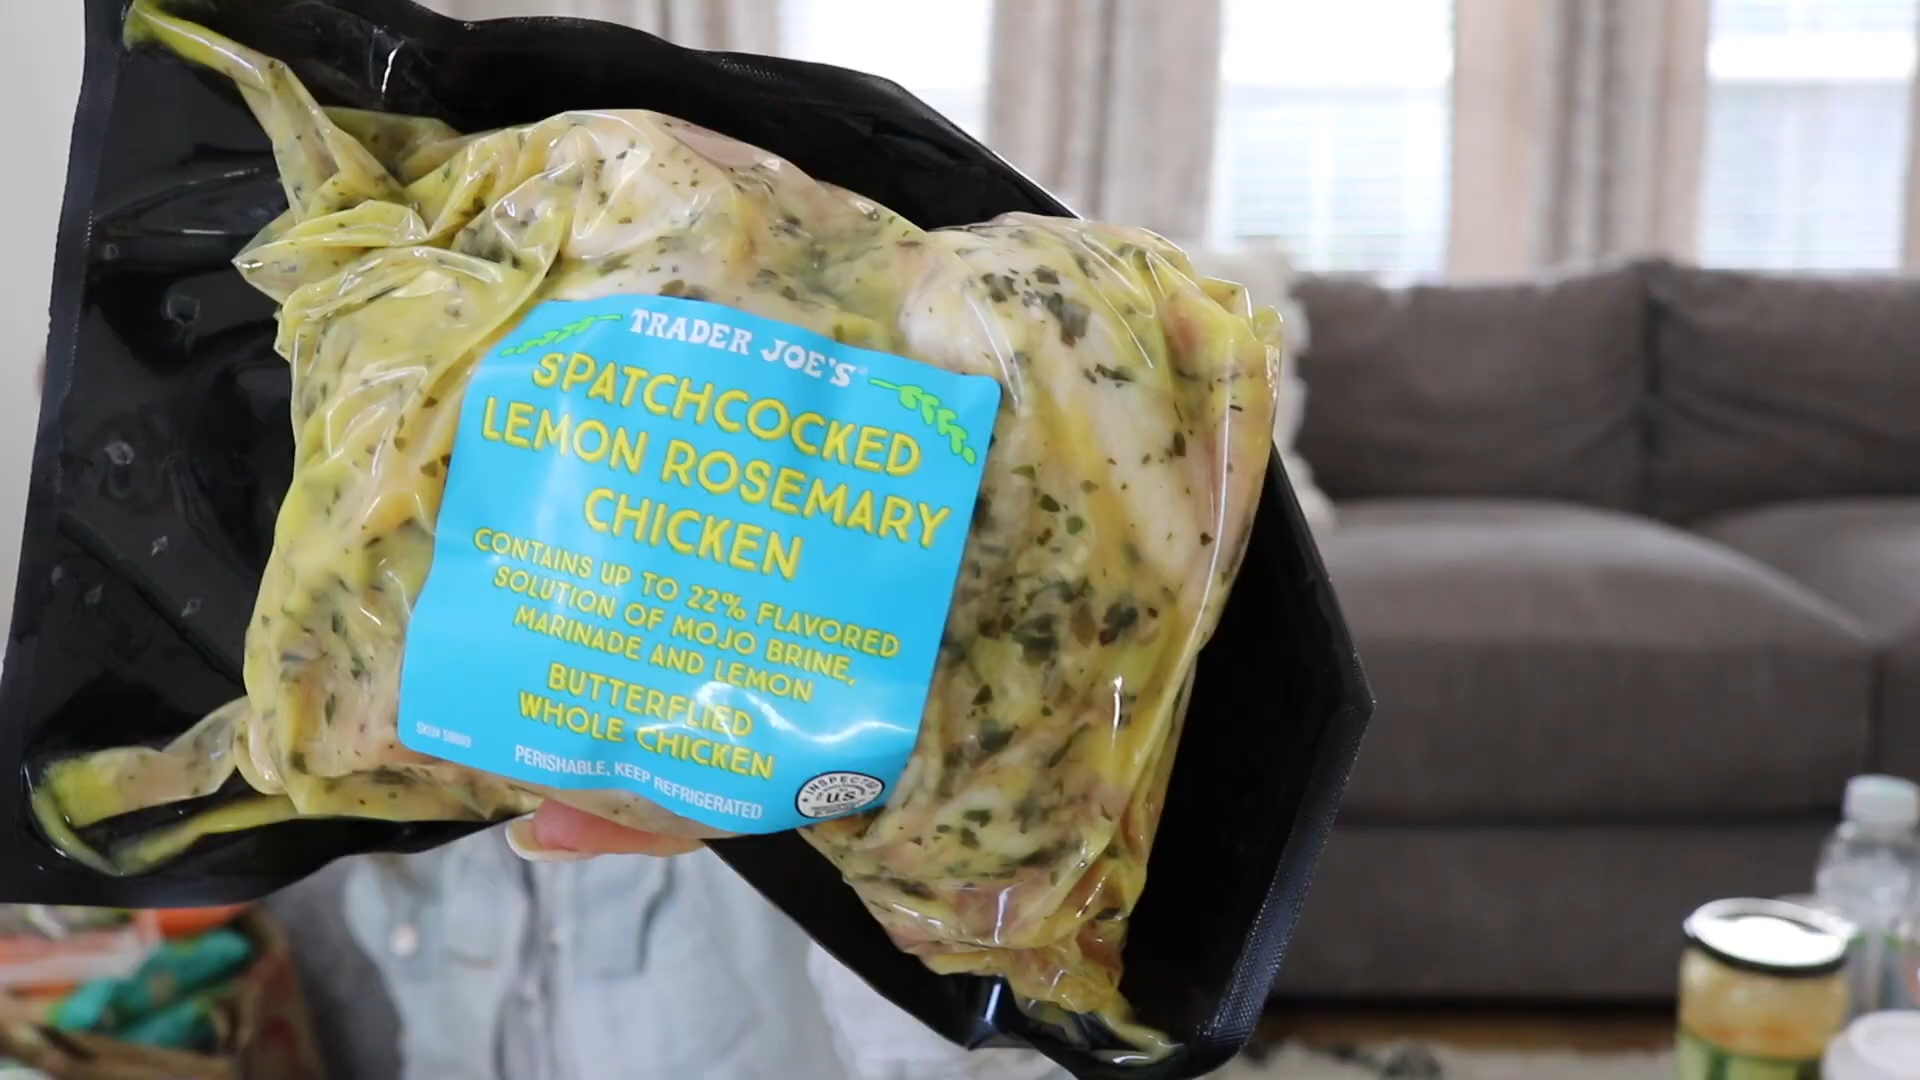 TRADER JOE'S
SPATCHCOCKED
LEMON ROSEMARY
CHICKEN
CONTAINS UP TO 22% FLAVORED
SOLUTION OF MOJO BRINE,
MARINADE AND LEMON
BUTTERFLIED
WHOLE CHICKEN
PERISHABLE, KEEP REFRIGERATED
SKU#
INSPECTED
U.S